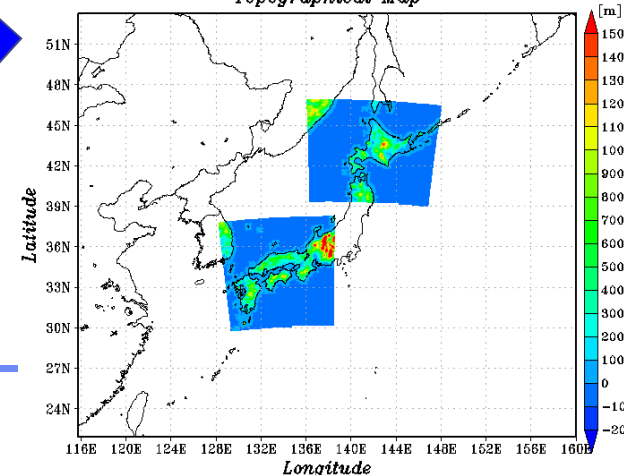 Topographical Map
[m]
51N
48N
45N
42N
39N
36N
33N
30N
27N
24N
Latitude
116E 120E 124E 128E 132E 136E 140E 144E 148E 152E 156E 160E
Longitude
150
140
130
120
110
100
900
800
700
600
500
400
300
200
100
0
-10
-20